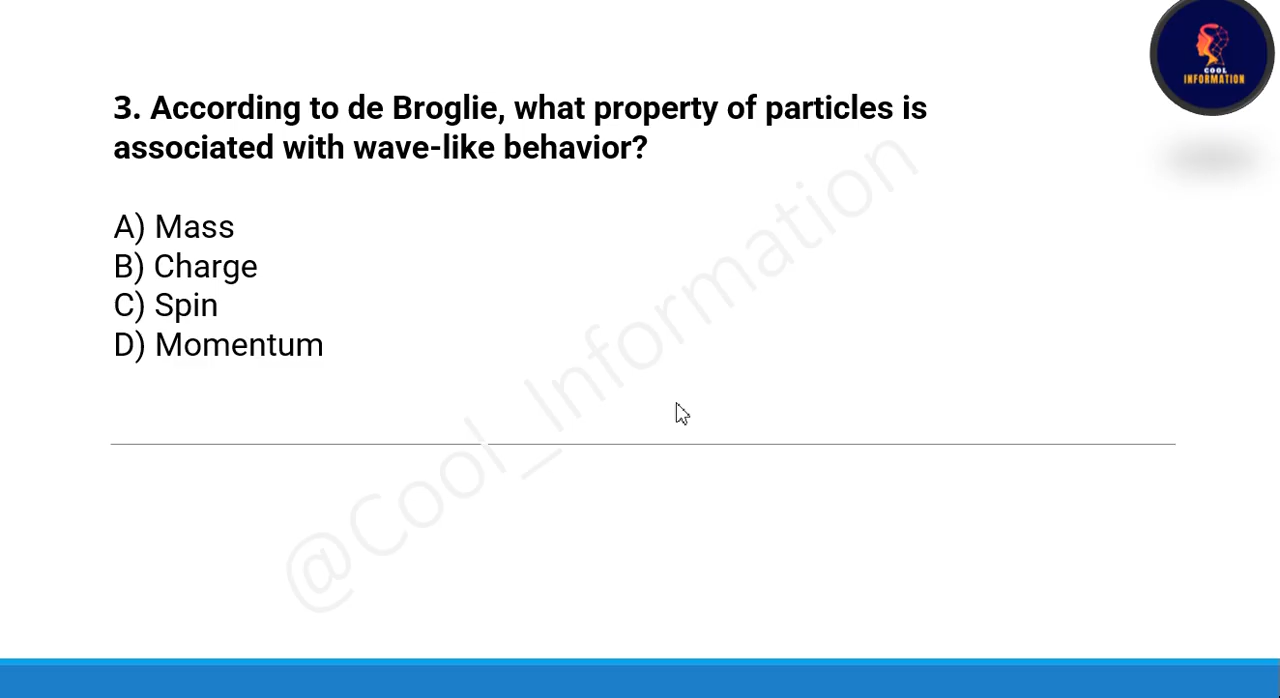 COOL
INFORMATION
3. According to de Broglie, what property of particles is
associated with wave-like behavior?
A) Mass
B) Charge
C) Spin
D) Momentum
@Cool_Information